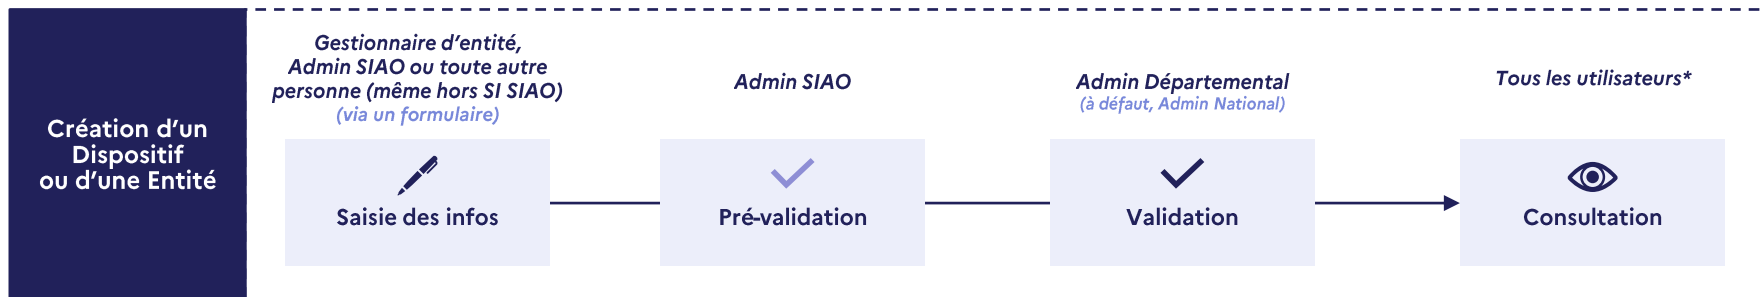 Création d'un
Dispositif
ou d'une Entité
Gestionnaire d'entité,
Admin SIAO ou toute autre
personne (même hors SI SIAO)
(via un formulaire)
Saisie des infos
Admin SIAO
Pré-validation
Admin Départemental
(à défaut, Admin National)
Validation
Tous les utilisateurs*
Consultation